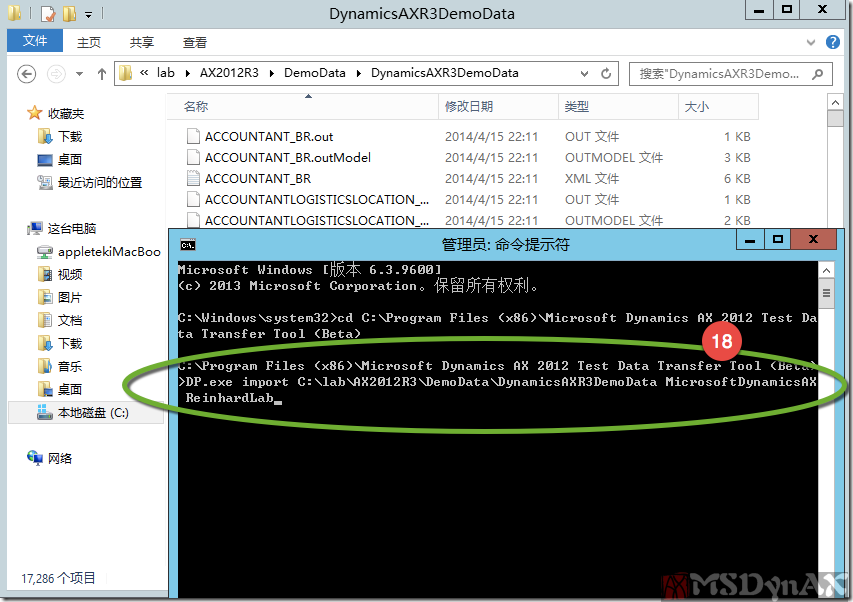 DynamicsAXR3DemoData
文件 主页 共享 查看
« lab AX2012R3 DemoData DynamicsAXR3DemoData
搜索"DynamicsAXR3Demo...
名称 修改日期 类型 大小
ACCOUNTANT_BR.out 2014/4/15 22:11 OUT 文件 1 KB
ACCOUNTANT_BR.outModel 2014/4/15 22:11 OUTMODEL 文件 3 KB
ACCOUNTANT_BR 2014/4/15 22:11 XML 文件 6 KB
ACCOUNTANTLOGISTICSLOCATION_... 2014/4/15 22:11 OUT 文件 1 KB
ACCOUNTANTLOGISTICSLOCATION_... 2014/4/15 22:11 OUTMODEL 文件 2 KB
收藏夹
下载
桌面
最近访问的位置
这台电脑
appletekiMacBoo
视频
图片
文档
下载
音乐
桌面
本地磁盘 (C:)
网络
17,286 个项目
管理员: 命令提示符
Microsoft Windows [版本 6.3.9600]
(c) 2013 Microsoft Corporation。保留所有权利。
C:\Windows\system32>cd C:\Program Files (x86)\Microsoft Dynamics AX 2012 Test Da
ta Transfer Tool (Beta)
18
C:\Program Files (x86)\Microsoft Dynamics AX 2012 Test Data Transfer Tool (Beta)
>DP.exe import C:\lab\AX2012R3\DemoData\DynamicsAXR3DemoData MicrosoftDynamicsAX
ReinhardLab_
MSDynAX